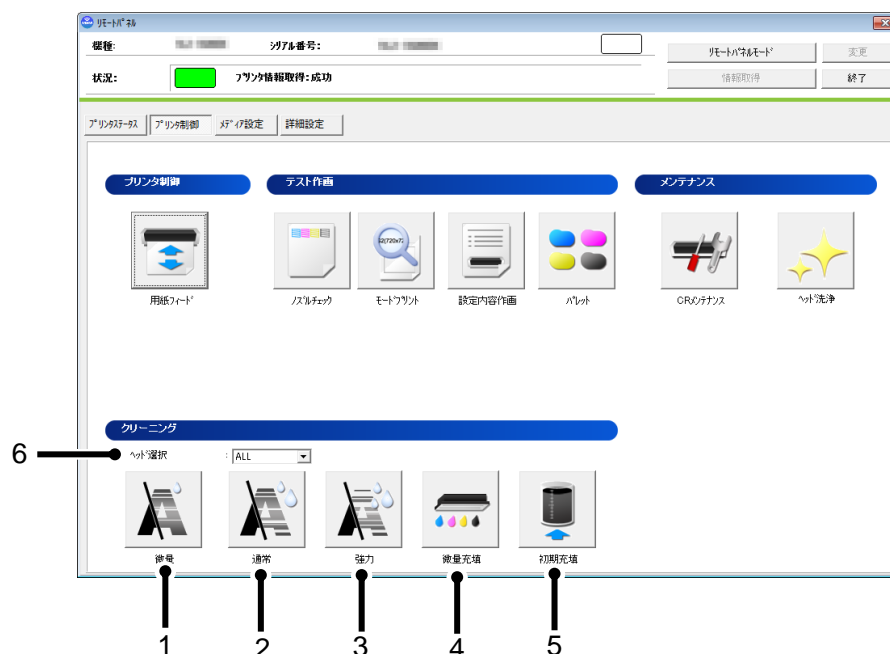 リモートパネル
機種:
シリアル番号:
リモートパネルモード
変更
状況:
プリンタ情報取得:成功
情報取得
終了
プリンタステータス
プリンタ制御
メディア設定
詳細設定
プリンタ制御
テスト作画
メンテナンス
用紙フィード
ノズルチェック
モードプリント
設定内容作画
パレット
CRメンテナンス
ヘッド洗浄
クリーニング
6
ヘッド選択
: ALL
微量
通常
強力
微量充填
初期充填
1
2
3
4
5